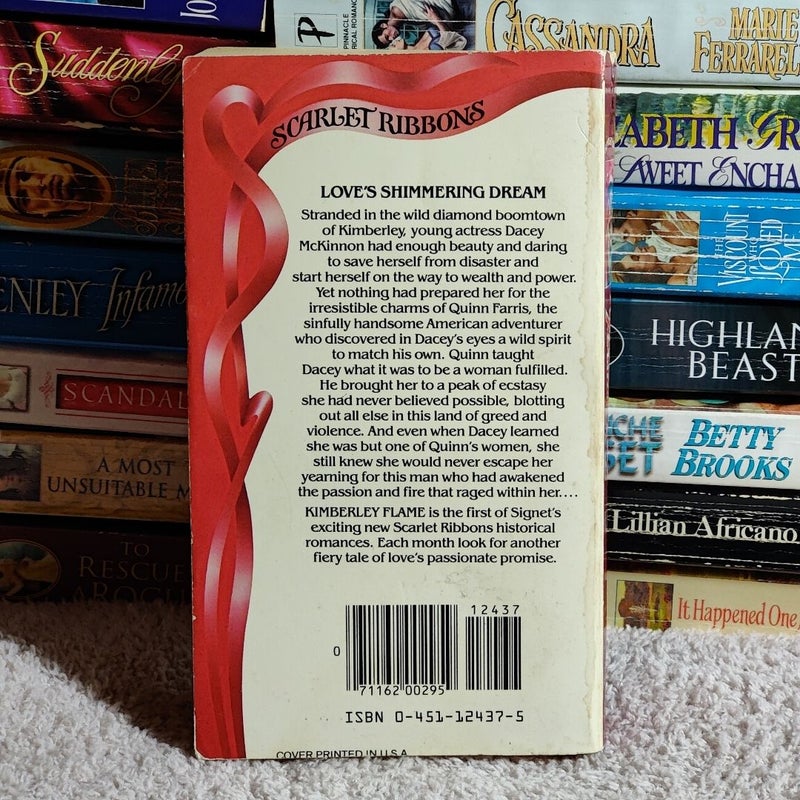 Suddenly
ENLEY Infamo
SCANDAL
A MOST
UNSUITABLE M
TO
RESCUE
A ROGUE
P
PINNACLE
CASSANDRA
MARIE
FERRAREL
ABETH GR
SWEET ENCHA
THE
VISCOUNT
WHO
LOVED
ME
HIGHLAN
BEAST
BETTY
BROOKS
Lillian Africano
It Happened One
SCARLET RIBBONS
LOVE'S SHIMMERING DREAM
Stranded in the wild diamond boomtown
of Kimberley, young actress Dacey
McKinnon had enough beauty and daring
to save herself from disaster and
start herself on the way to wealth and power.
Yet nothing had prepared her for the
irresistible charms of Quinn Farris, the
sinfully handsome American adventurer
who discovered in Dacey's eyes a wild spirit
to match his own. Quinn taught
Dacey what it was to be a woman fulfilled.
He brought her to a peak of ecstasy
she had never believed possible, blotting
out all else in this land of greed and
violence. And even when Dacey learned
she was but one of Quinn's women, she
still knew she would never escape her
yearning for this man who had awakened
the passion and fire that raged within her....
KIMBERLEY FLAME is the first of Signet's
exciting new Scarlet Ribbons historical
romances. Each month look for another
fiery tale of love's passionate promise.
12437
0
71162 00295
ISBN 0-451-12437-5
COVER PRINTED IN U.S.A.